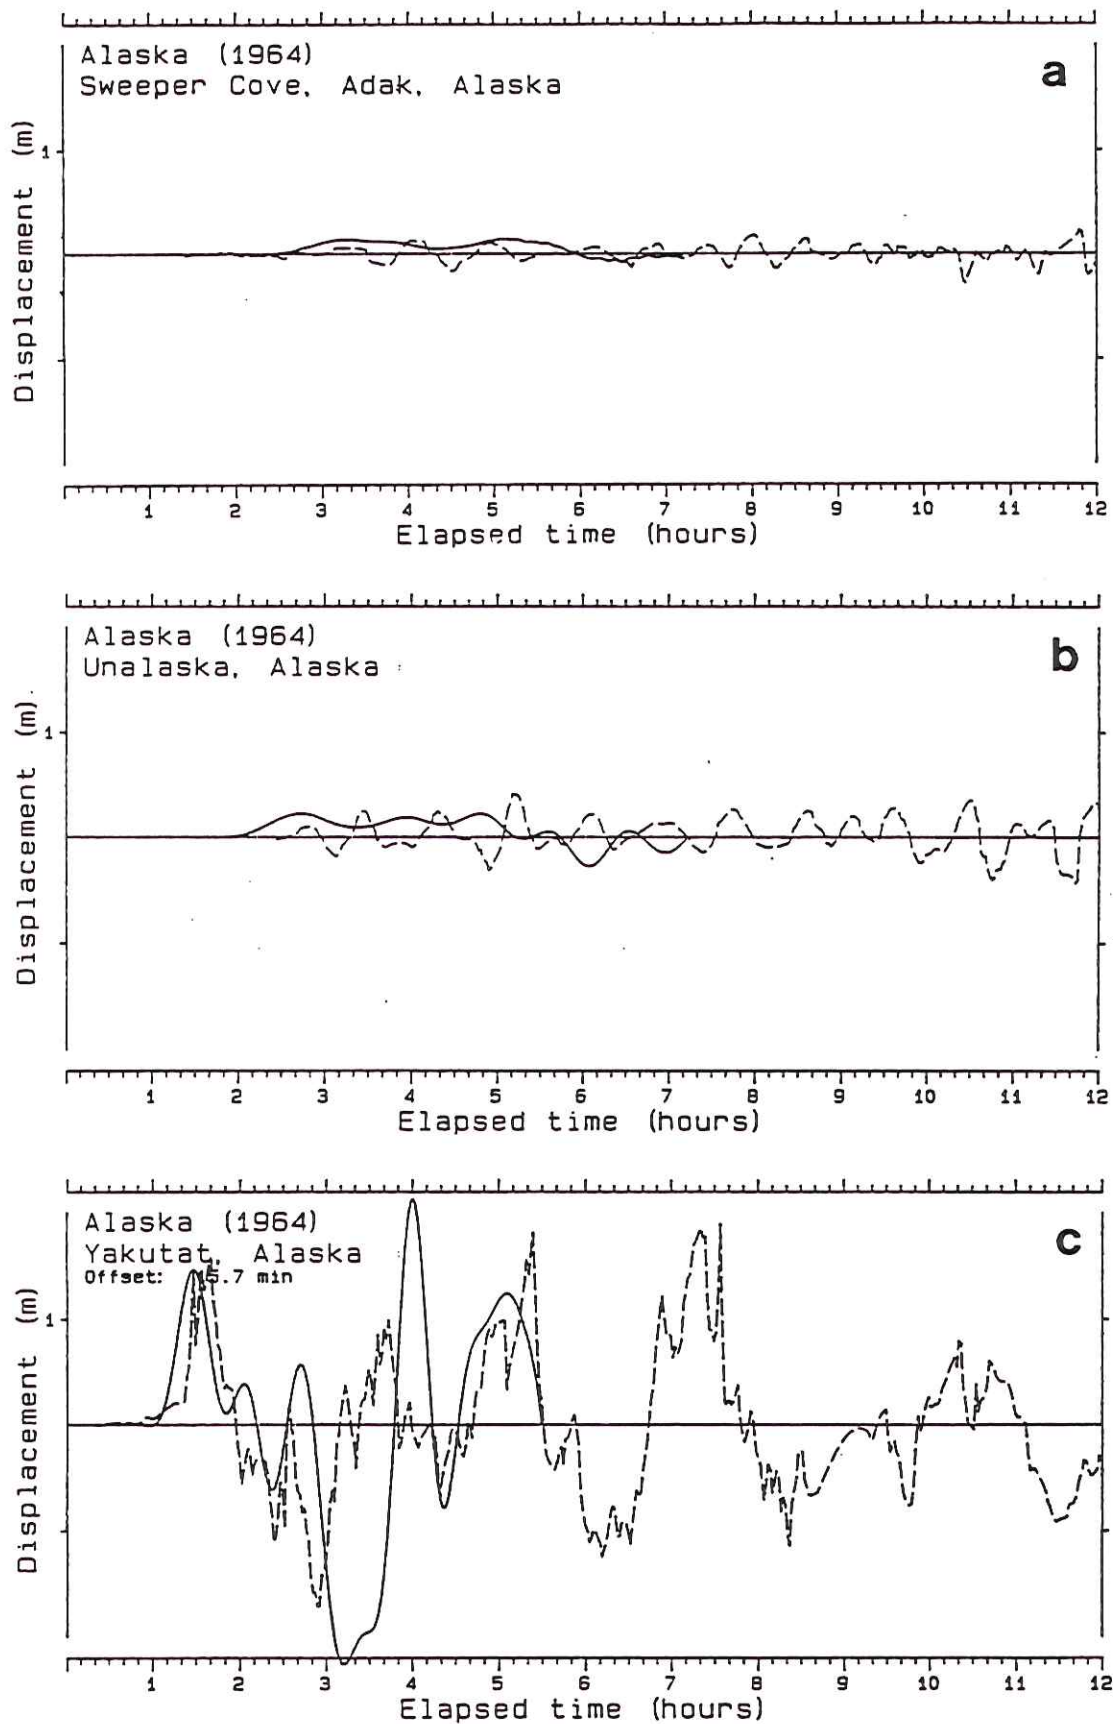 Alaska (1964)
Sweeper Cove, Adak, Alaska
a
Displacement (m)
1
1 2 3 4 5 6 7 8 9 10 11 12
Elapsed time (hours)
Alaska (1964)
Unalaska, Alaska
b
Displacement (m)
1
1 2 3 4 5 6 7 8 9 10 11 12
Elapsed time (hours)
Alaska (1964)
Yakutat, Alaska
Offset: 5.7 min
c
Displacement (m)
1
1 2 3 4 5 6 7 8 9 10 11 12
Elapsed time (hours)